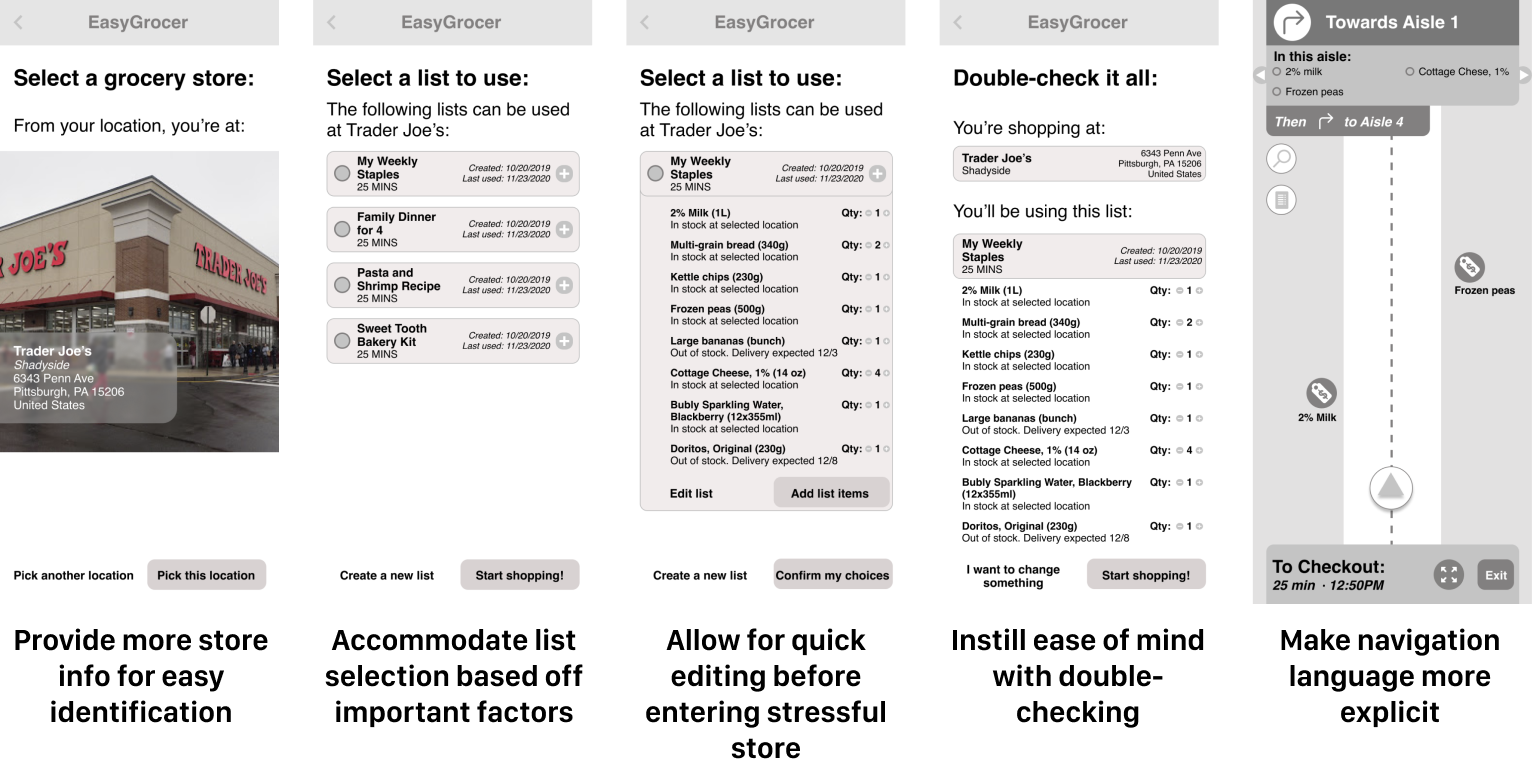 EasyGrocer
Select a grocery store:
From your location, you're at:
R JOE'S
TRADER JOE'S
Trader Joe's
Shadyside
6343 Penn Ave
Pittsburgh, PA 15206
United States
Pick another location
Pick this location
Provide more store
info for easy
identification
EasyGrocer
Select a list to use:
The following lists can be used
at Trader Joe's:
My Weekly
Staples
25 MINS
Created: 10/20/2019
Last used: 11/23/2020
Family Dinner
for 4
25 MINS
Created: 10/20/2019
Last used: 11/23/2020
Pasta and
Shrimp Recipe
25 MINS
Created: 10/20/2019
Last used: 11/23/2020
Sweet Tooth
Bakery Kit
25 MINS
Created: 10/20/2019
Last used: 11/23/2020
Create a new list
Start shopping!
Accommodate list
selection based off
important factors
EasyGrocer
Select a list to use:
The following lists can be used
at Trader Joe's:
My Weekly
Staples
25 MINS
Created: 10/20/2019
Last used: 11/23/2020
2% Milk (1L) Qty: 1
In stock at selected location
Multi-grain bread (340g) Qty: 2
In stock at selected location
Kettle chips (230g) Qty: 1
In stock at selected location
Frozen peas (500g) Qty: 1
In stock at selected location
Large bananas (bunch) Qty: 1
Out of stock. Delivery expected 12/3
Cottage Cheese, 1% (14 oz) Qty: 4
In stock at selected location
Bubly Sparkling Water, Qty: 1
Blackberry (12x355ml)
In stock at selected location
Doritos, Original (230g) Qty: 1
Out of stock. Delivery expected 12/8
Edit list
Add list items
Create a new list
Confirm my choices
Allow for quick
editing before
entering stressful
store
EasyGrocer
Double-check it all:
You're shopping at:
Trader Joe's
Shadyside
6343 Penn Ave
Pittsburgh, PA 15206
United States
You'll be using this list:
My Weekly
Staples
25 MINS
Created: 10/20/2019
Last used: 11/23/2020
2% Milk (1L) Qty: 1
In stock at selected location
Multi-grain bread (340g) Qty: 2
In stock at selected location
Kettle chips (230g) Qty: 1
In stock at selected location
Frozen peas (500g) Qty: 1
In stock at selected location
Large bananas (bunch) Qty: 1
Out of stock. Delivery expected 12/3
Cottage Cheese, 1% (14 oz) Qty: 4
In stock at selected location
Bubly Sparkling Water, Blackberry Qty: 1
(12x355ml)
In stock at selected location
Doritos, Original (230g) Qty: 1
Out of stock. Delivery expected 12/8
I want to change
something
Start shopping!
Instill ease of mind
with double-
checking
Towards Aisle 1
In this aisle:
2% milk
Cottage Chese, 1%
Frozen peas
Then to Aisle 4
Frozen peas
2% Milk
To Checkout:
25 min · 12:50PM
Exit
Make navigation
language more
explicit